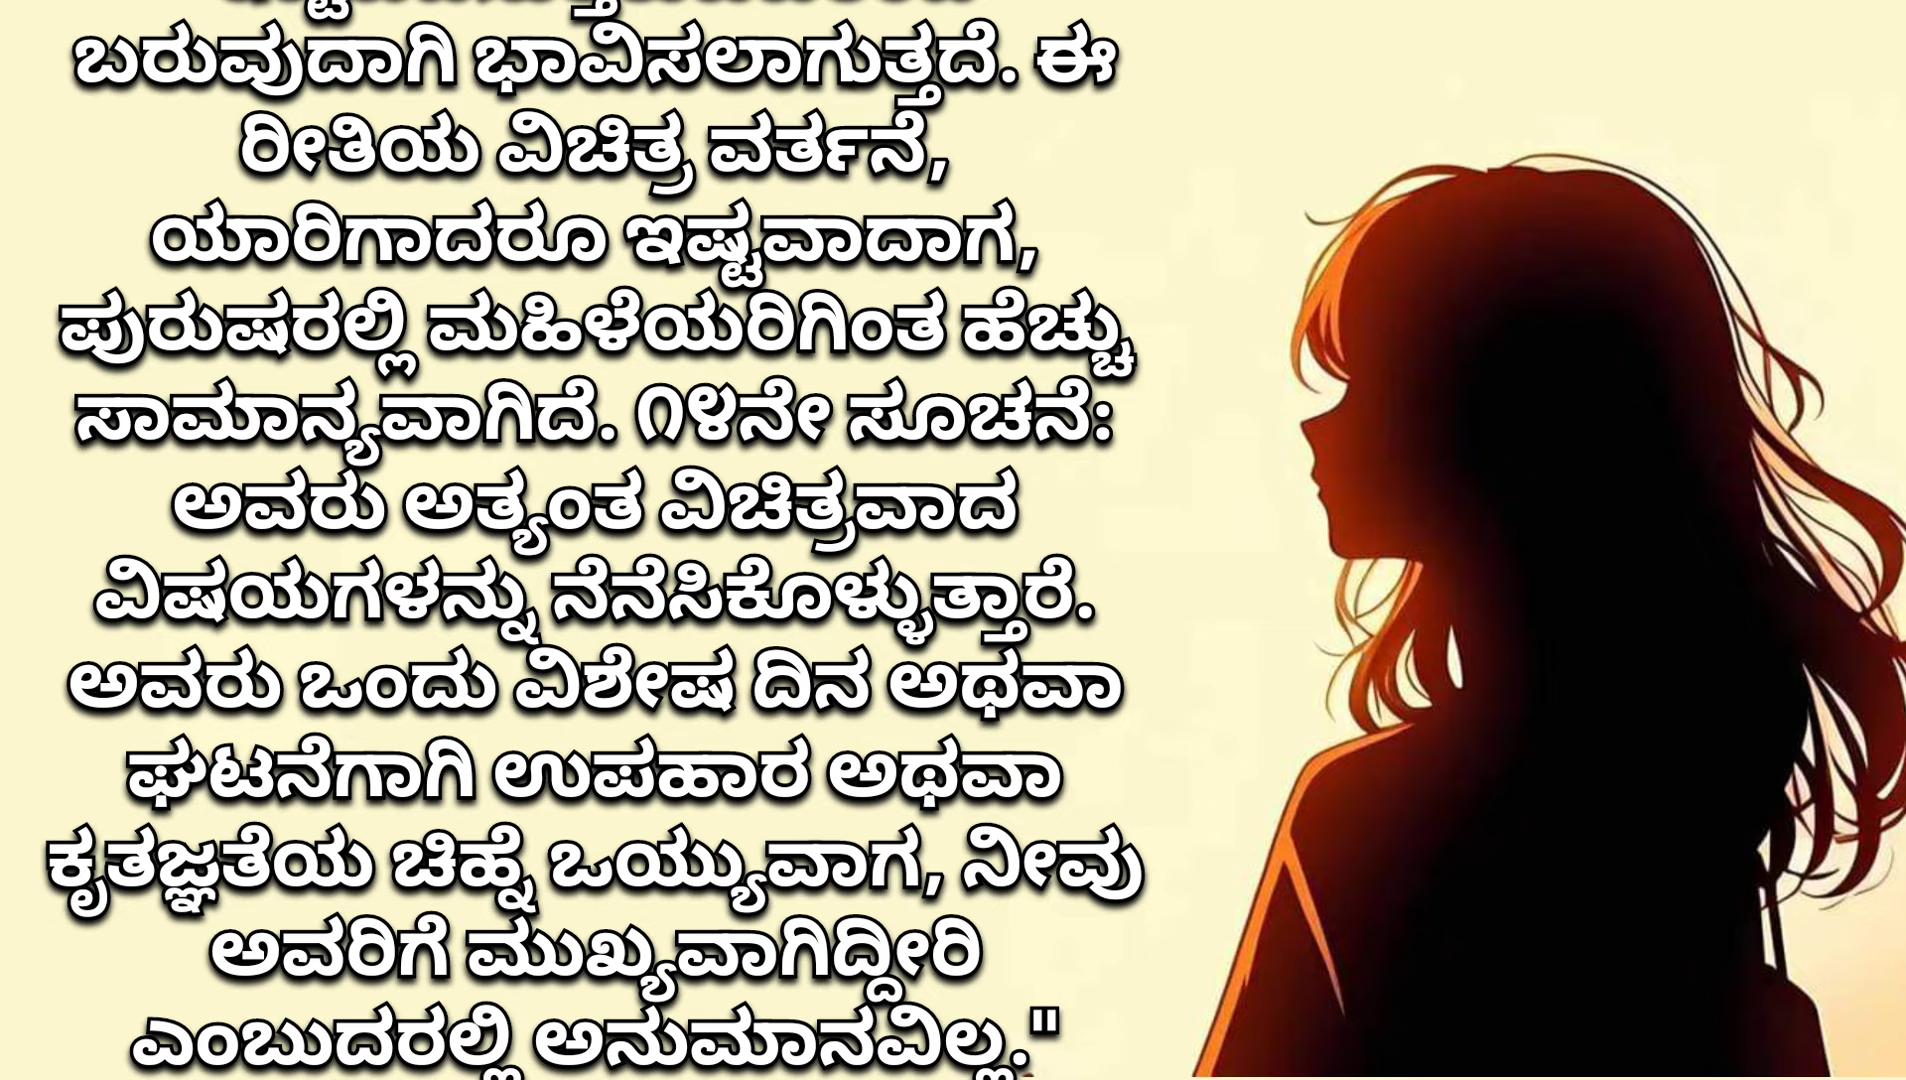 ಬರುವುದಾಗಿ ಭಾವಿಸಲಾಗುತ್ತದೆ. ಈ
ರೀತಿಯ ವಿಚಿತ್ರ ವರ್ತನೆ,
ಯಾರಿಗಾದರೂ ಇಷ್ಟವಾದಾಗ,
ಪುರುಷರಲ್ಲಿ ಮಹಿಳೆಯರಿಗಿಂತ ಹೆಚ್ಚು
ಸಾಮಾನ್ಯವಾಗಿದೆ. ೧೪ನೇ ಸೂಚನೆ:
ಅವರು ಅತ್ಯಂತ ವಿಚಿತ್ರವಾದ
ವಿಷಯಗಳನ್ನು ನೆನೆಸಿಕೊಳ್ಳುತ್ತಾರೆ.
ಅವರು ಒಂದು ವಿಶೇಷ ದಿನ ಅಥವಾ
ಘಟನೆಗಾಗಿ ಉಪಹಾರ ಅಥವಾ
ಕೃತಜ್ಞತೆಯ ಚಿಹ್ನೆ ಒಯ್ಯುವಾಗ, ನೀವು
ಅವರಿಗೆ ಮುಖ್ಯವಾಗಿದ್ದೀರಿ
ಎಂಬುದರಲ್ಲಿ ಅನುಮಾನವಿಲ್ಲ."